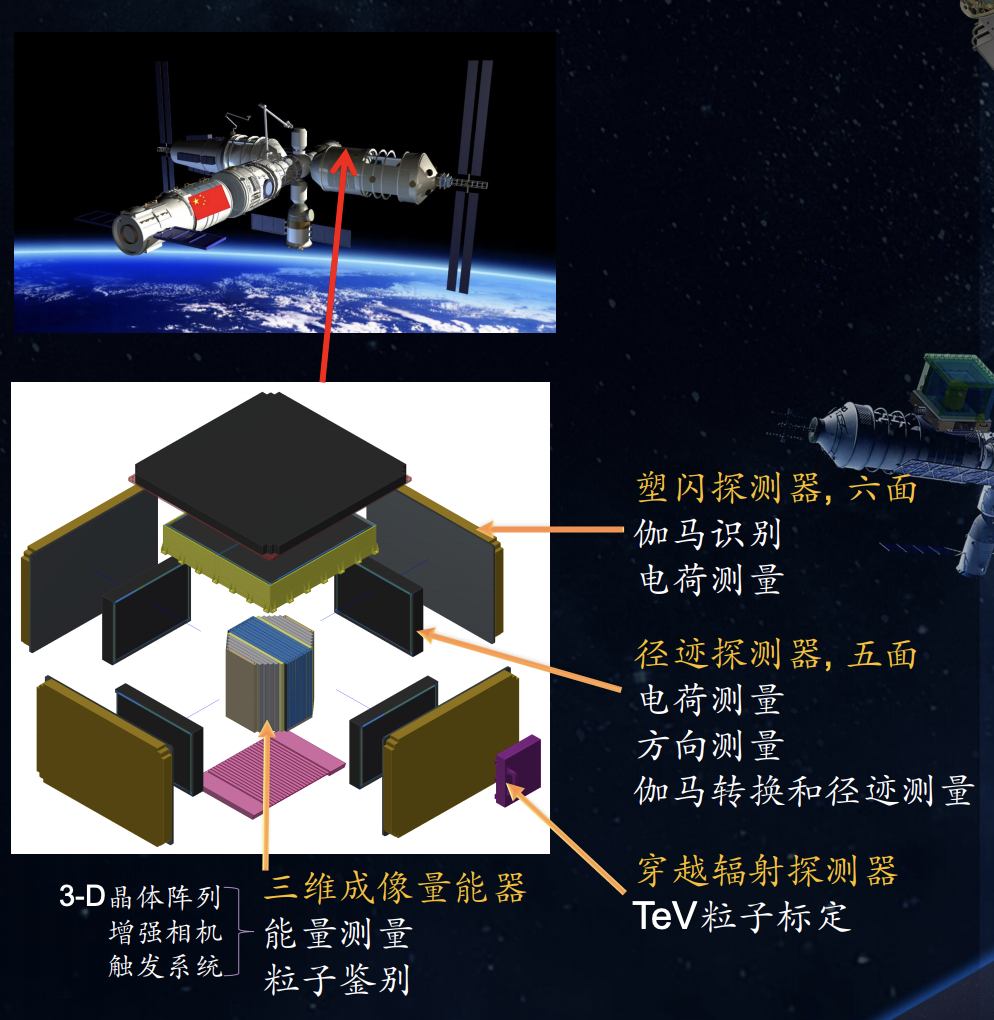 塑闪探测器, 六面
伽马识别
电荷测量
径迹探测器, 五面
电荷测量
方向测量
伽马转换和径迹测量
穿越辐射探测器
TeV粒子标定
三维成像量能器
能量测量
粒子鉴别
3-D晶体阵列
增强相机
触发系统